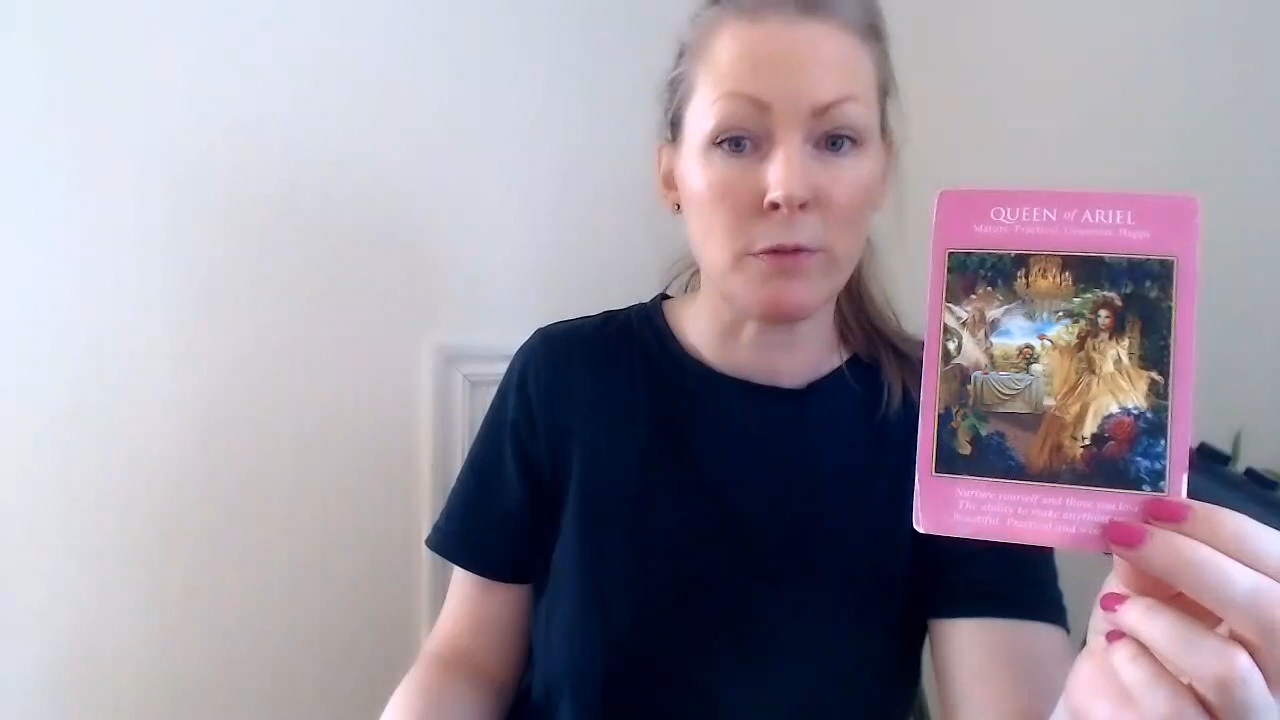 QUEEN of ARIEL
Mature. Practical. Generous. Happy
Nurture yourself and those you love
The ability to make anything
beautiful. Practical and